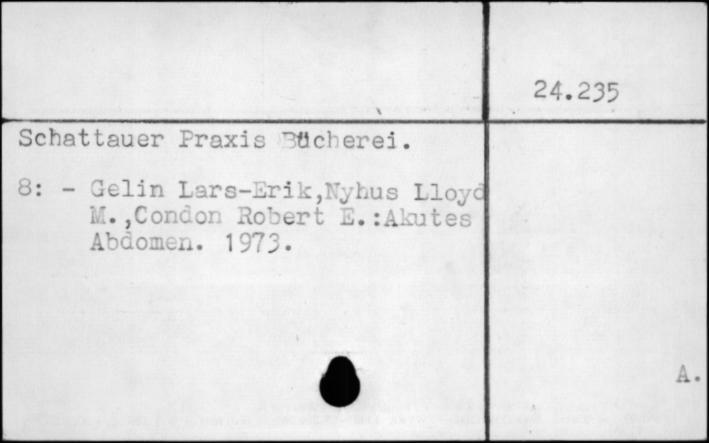 24.235
Schattauer Praxis Bücherei.
8: - Gelin Lars-Erik,Nyhus Lloyd
M.,Condon Robert E.:Akutes
Abdomen. 1973.
A.